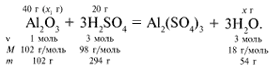 40 г (x₁ г) 20 г x г
Al₂O₃ + 3H₂SO₄ = Al₂(SO₄)₃ + 3H₂O.
ν 1 моль 3 моль 3 моль
M 102 г/моль 98 г/моль 18 г/моль
m 102 г 294 г 54 г